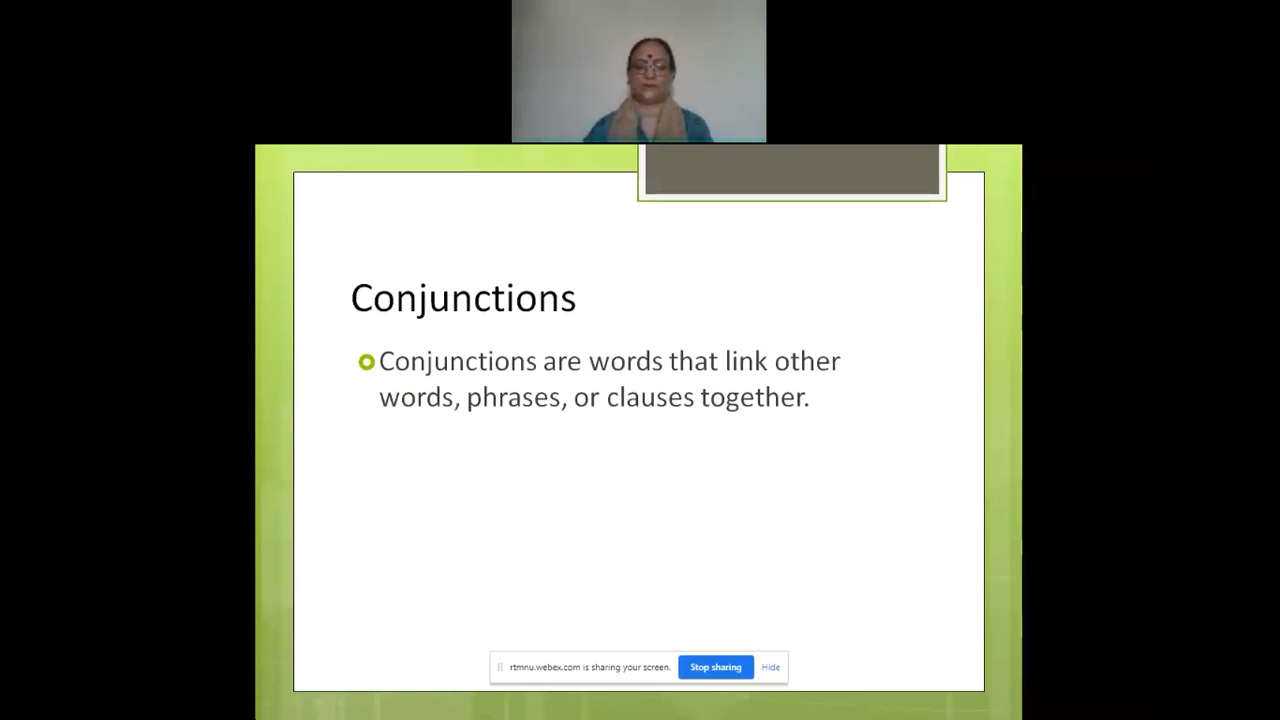 Conjunctions
Conjunctions are words that link other
words, phrases, or clauses together.
rtmnu.webex.com is sharing your screen. Stop sharing Hide